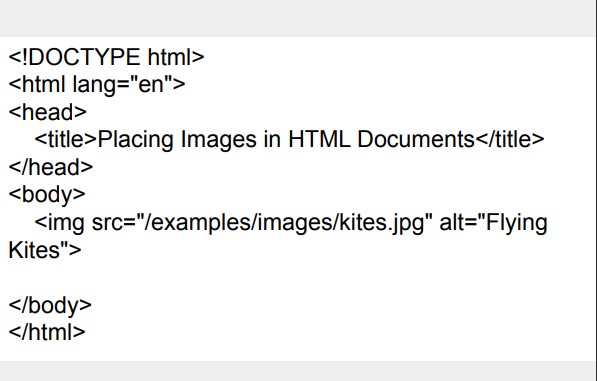 <!DOCTYPE html>
<html lang="en">
<head>
    <title>Placing Images in HTML Documents</title>
</head>
<body>
    <img src="/examples/images/kites.jpg" alt="Flying
Kites">

</body>
</html>